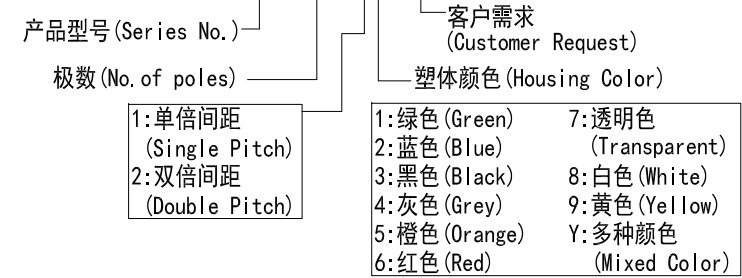 客户需求
产品型号(Series No.)
(Customer Request)
极数(No.of poles)
塑体颜色(Housing Color)
1:单倍间距
(Single Pitch)
2:双倍间距
(Double Pitch)
1:绿色(Green)
2:蓝色(Blue)
3:黑色(Black)
4:灰色(Grey)
5:橙色(Orange)
6:红色(Red)
7:透明色
(Transparent)
8:白色(White)
9:黄色(Yellow)
Y:多种颜色
(Mixed Color)